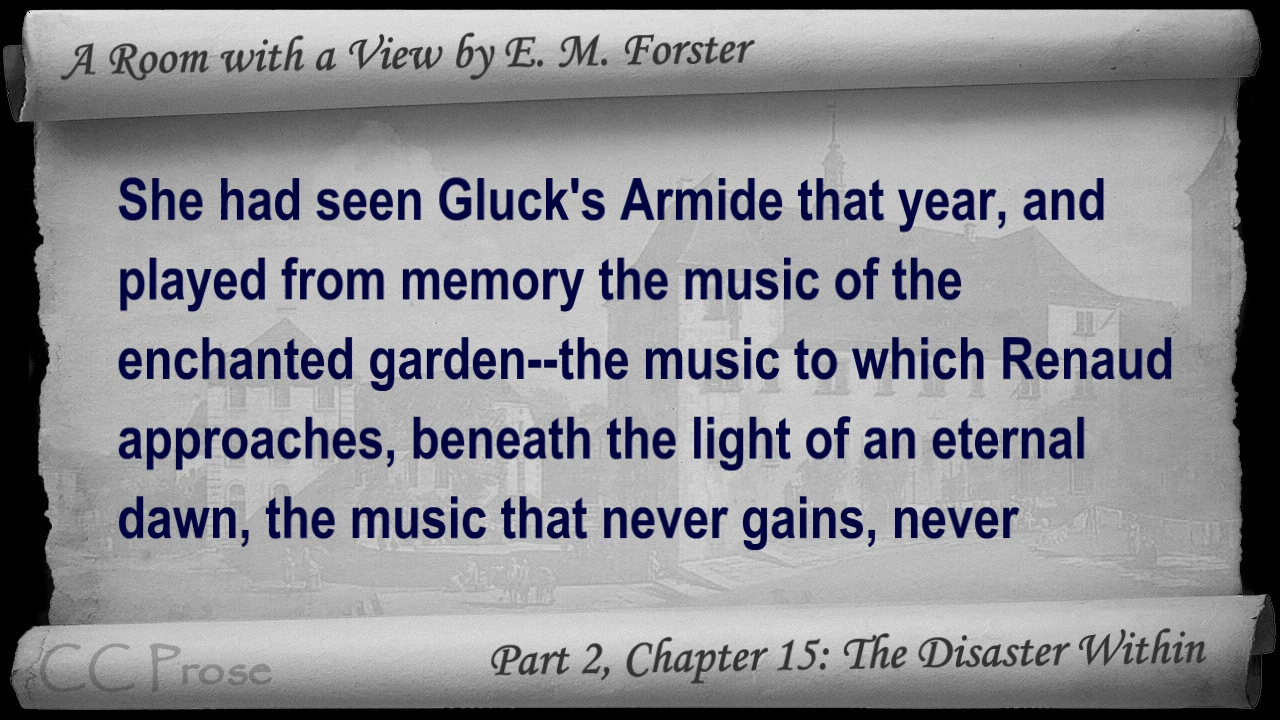 A Room with a View by E. M. Forster
She had seen Gluck's Armide that year, and
played from memory the music of the
enchanted garden--the music to which Renaud
approaches, beneath the light of an eternal
dawn, the music that never gains, never
CC Prose
Part 2, Chapter 15: The Disaster Within